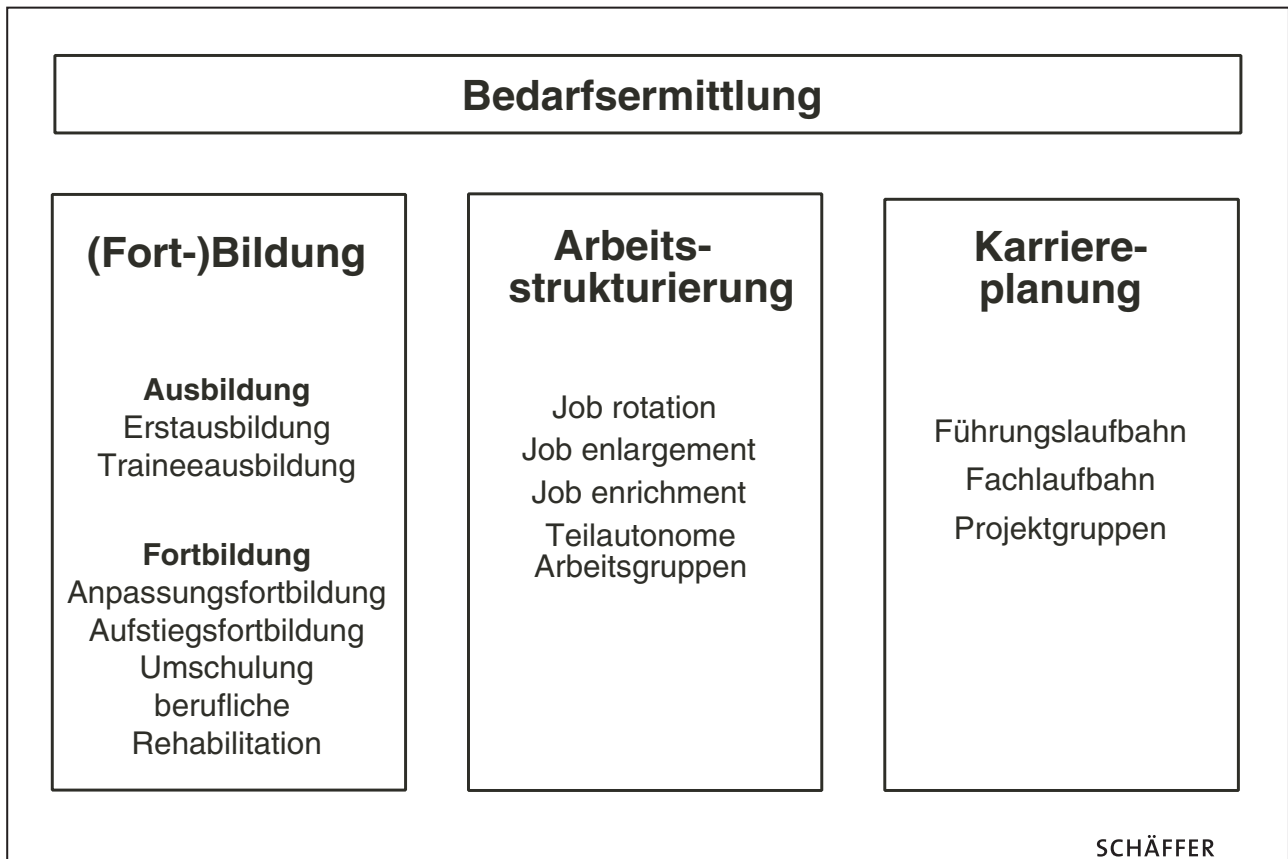 Bedarfsermittlung
(Fort-)Bildung
Ausbildung
Erstausbildung
Traineeausbildung
Fortbildung
Anpassungsfortbildung
Aufstiegsfortbildung
Umschulung
berufliche
Rehabilitation
Arbeits-
strukturierung
Job rotation
Job enlargement
Job enrichment
Teilautonome
Arbeitsgruppen
Karriere-
planung
Führungslaufbahn
Fachlaufbahn
Projektgruppen
SCHÄFFER